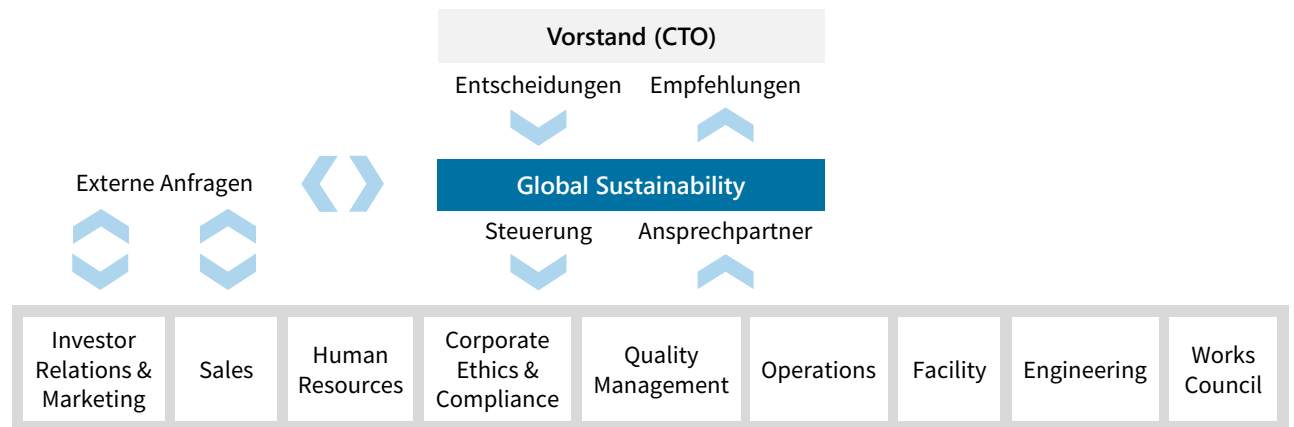 Vorstand (CTO)
Entscheidungen Empfehlungen
Externe Anfragen
Global Sustainability
Steuerung Ansprechpartner
Investor
Relations &
Marketing
Sales
Human
Resources
Corporate
Ethics &
Compliance
Quality
Management
Operations
Facility
Engineering
Works
Council